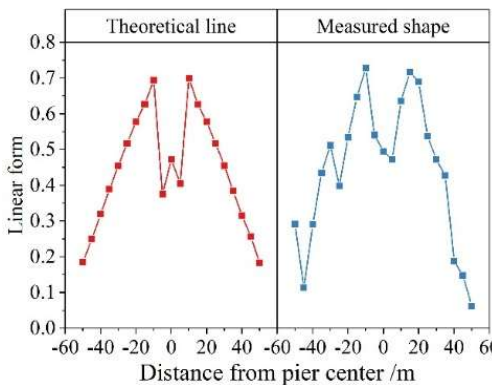 Theoretical line Measured shape
0.8
0.7
0.6
0.5
0.4
0.3
0.2
0.1
0.0
Linear form
-60 -40 -20 0 20 40 -60 -40 -20 0 20 40 60
Distance from pier center /m